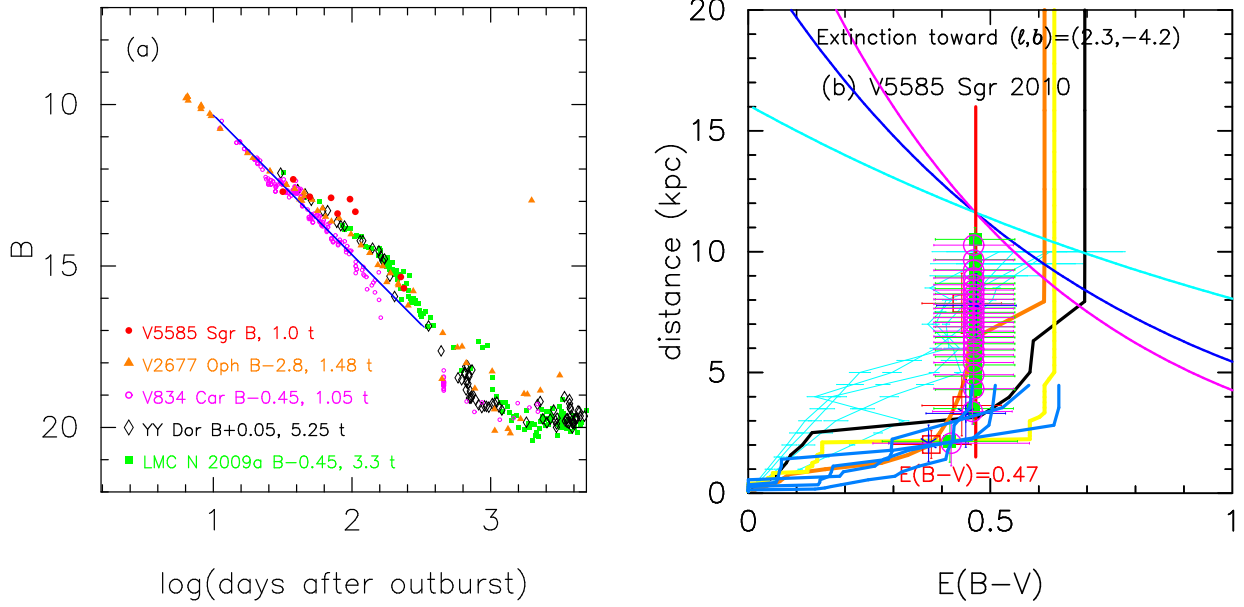 (a)
10
15
20
B
V5585 Sgr B, 1.0 t
V2677 Oph B-2.8, 1.48 t
V834 Car B-0.45, 1.05 t
YY Dor B+0.05, 5.25 t
LMC N 2009a B-0.45, 3.3 t
1 2 3
log(days after outburst)
Extinction toward (ℓ,b)=(2.3,-4.2)
(b) V5585 Sgr 2010
20
15
10
5
0
distance (kpc)
E(B-V)=0.47
0 0.5 1
E(B-V)